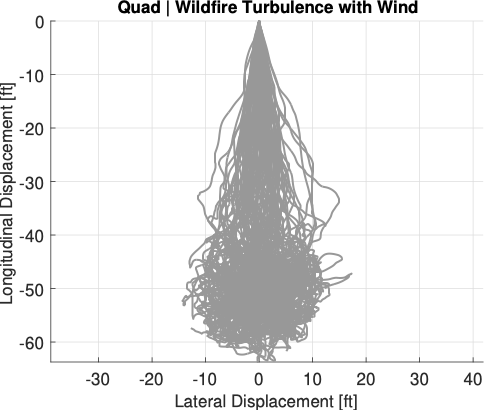 Quad | Wildfire Turbulence with Wind
0
-10
-20
-30
-40
-50
-60
Longitudinal Displacement [ft]
-30 -20 -10 0 10 20 30 40
Lateral Displacement [ft]